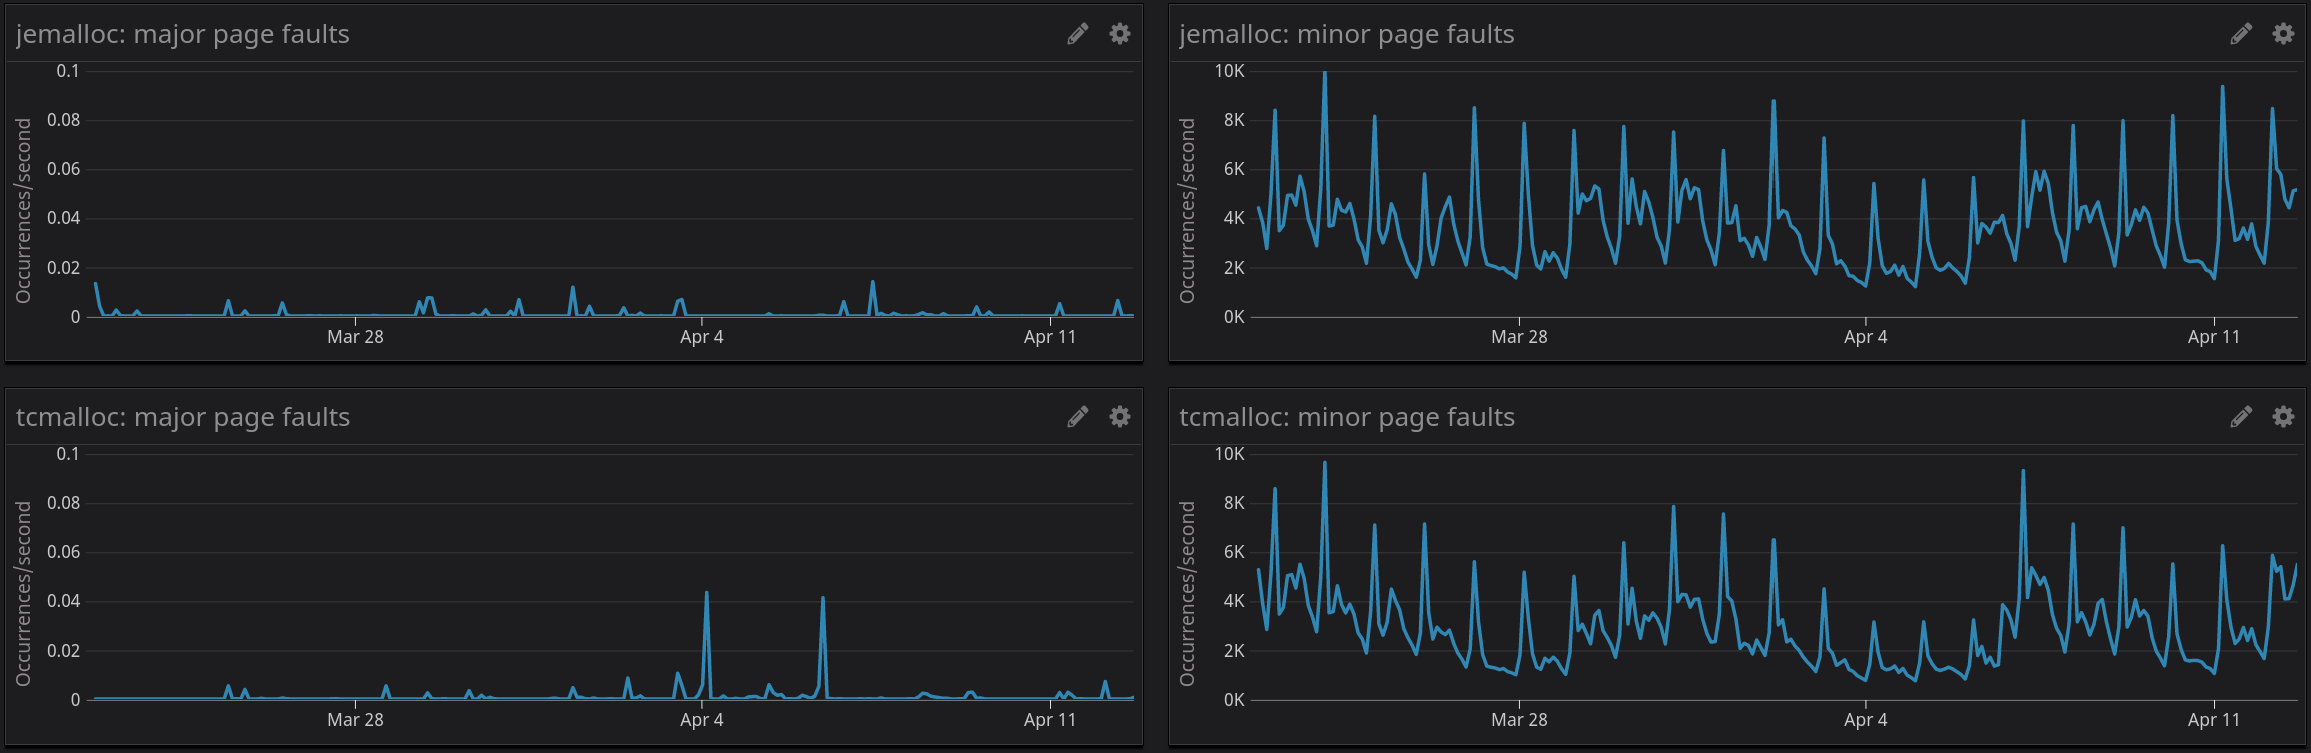 jemalloc: major page faults
Occurrences/second
0.1
0.08
0.06
0.04
0.02
0
Mar 28
Apr 4
Apr 11
jemalloc: minor page faults
Occurrences/second
10K
8K
6K
4K
2K
0K
Mar 28
Apr 4
Apr 11
tcmalloc: major page faults
Occurrences/second
0.1
0.08
0.06
0.04
0.02
0
Mar 28
Apr 4
Apr 11
tcmalloc: minor page faults
Occurrences/second
10K
8K
6K
4K
2K
0K
Mar 28
Apr 4
Apr 11